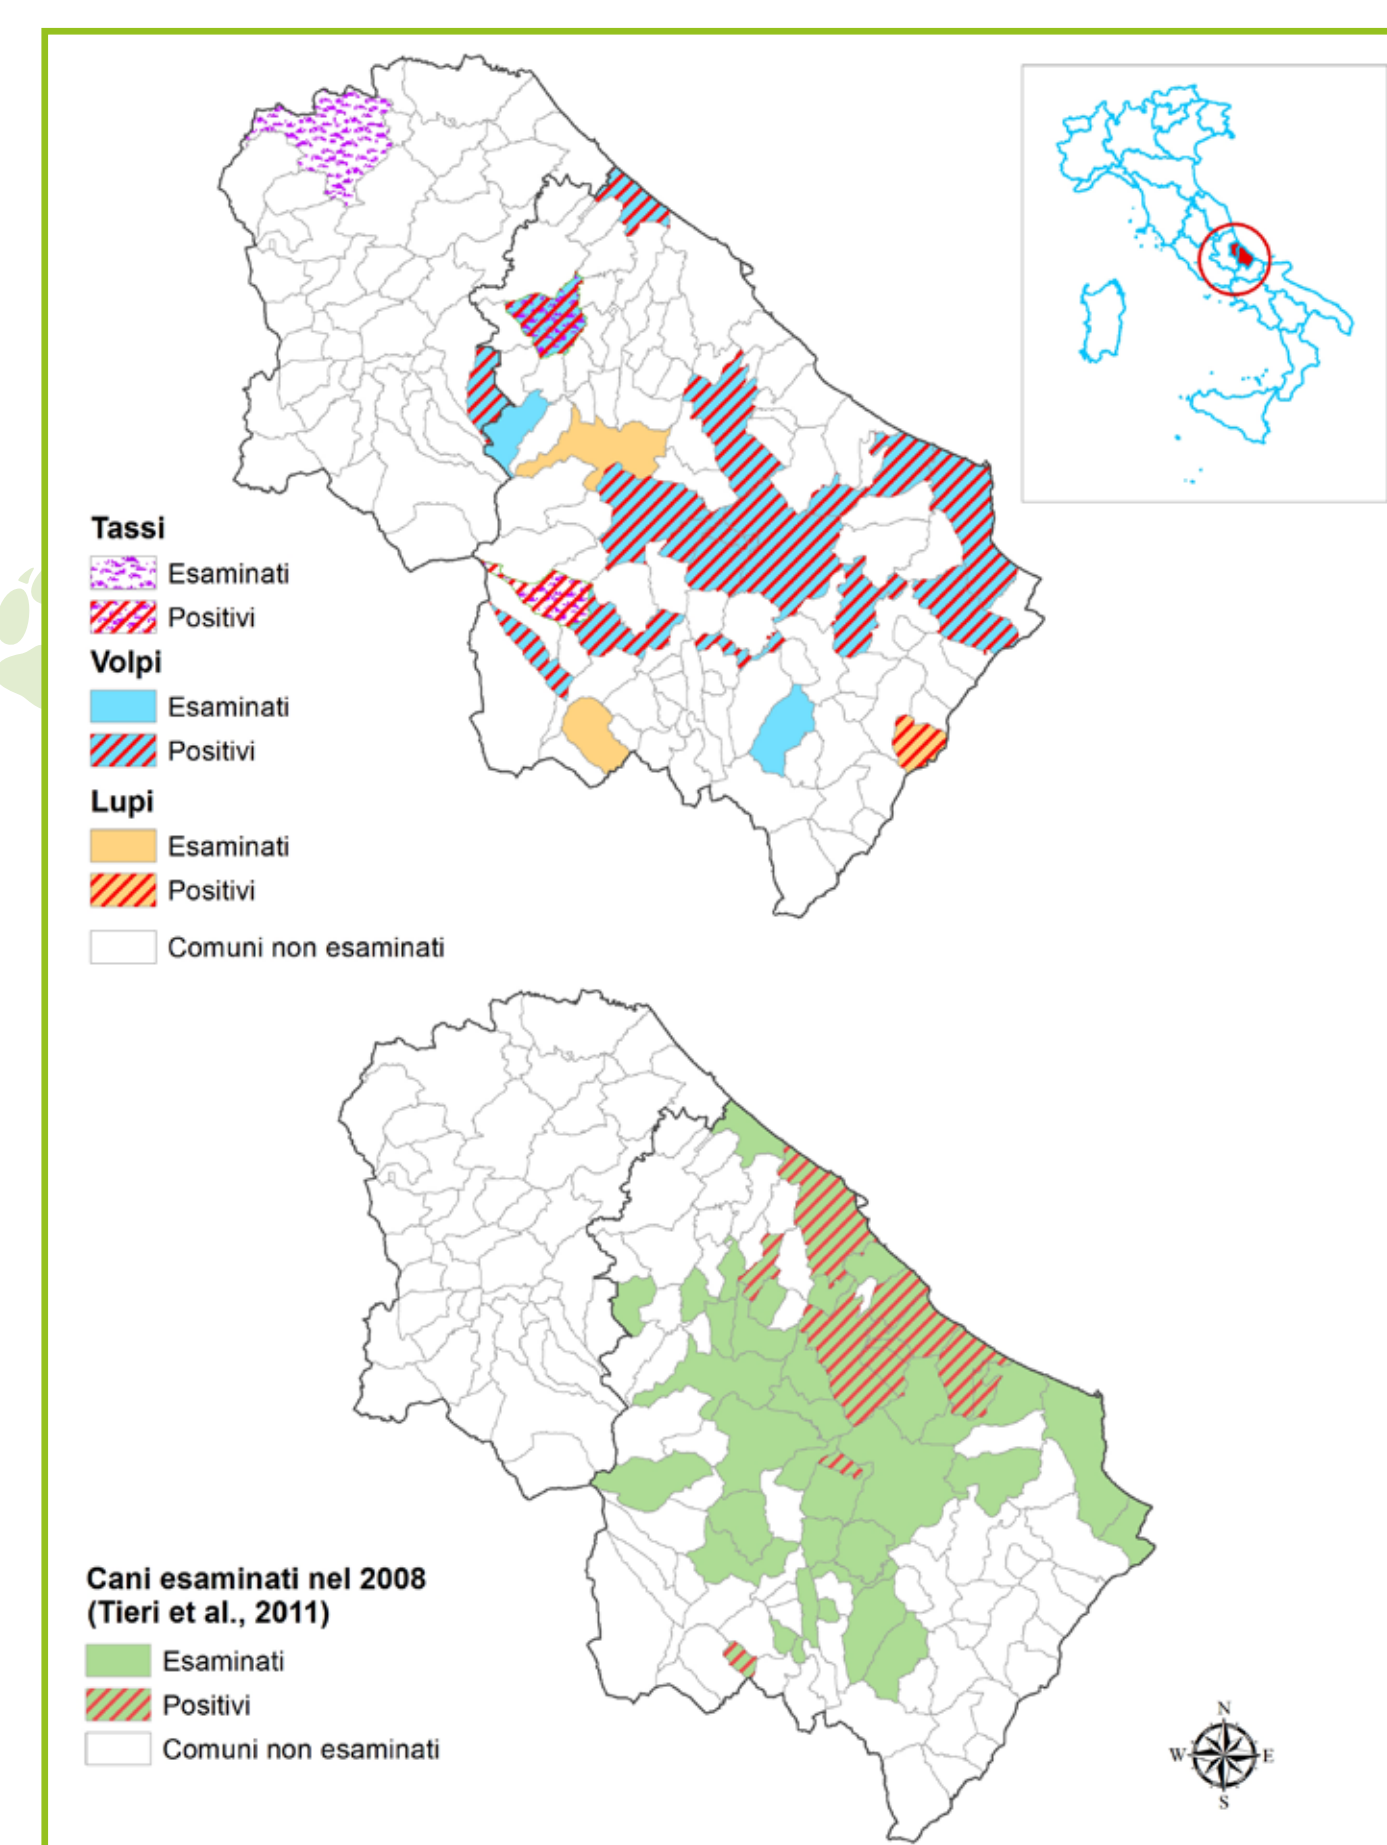 Tassi
Esaminati
Positivi
Volpi
Esaminati
Positivi
Lupi
Esaminati
Positivi
Comuni non esaminati
Cani esaminati nel 2008
(Tieri et al., 2011)
Esaminati
Positivi
Comuni non esaminati
N
W E
S